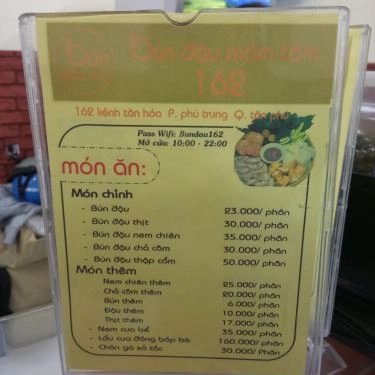 bún
bún đậu mắm tôm
162
162 kênh tân hóa P. phú trung Q. tân phú
Pass Wifi: Bundau162
Mở cửa: 10:00 - 22:00
món ăn:
Món chính
- Bún đậu 23.000/ phần
- Bún đậu thịt 30.000/ phần
- Bún đậu nem chiên 35.000/ phần
- Bún đậu chả cốm 30.000/ phần
- Bún đậu thập cẩm 50.000/ phần
Món thêm
Nem chiên thêm 25.000/ phần
Chả cốm thêm 20.000/ phần
Bún thêm 6.000/ phần
Đậu thêm 10.000/ phần
Thịt thêm 17.000/ phần
- Nem cua bể 35.000/ phần
- Lẩu cua đồng bắp bò 160.000/ phần
- Chân gà sả tắc 30.000/ Phần